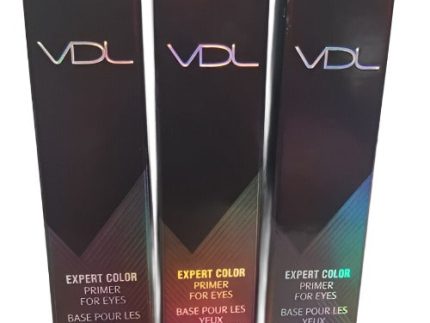 VDL
EXPERT COLOR
PRIMER
FOR EYES
BASE POUR LES
YEUX
VDL
EXPERT COLOR
PRIMER
FOR EYES
BASE POUR LES
YEUX
VDL
EXPERT COLOR
PRIMER
FOR EYES
BASE POUR LES
YEUX